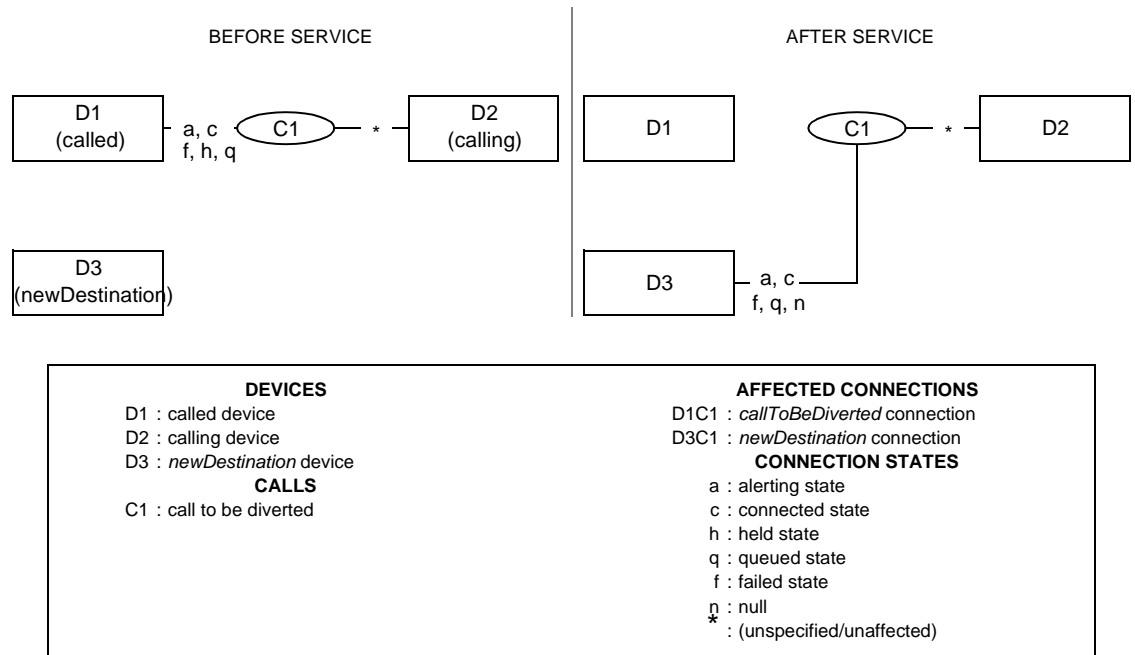 BEFORE SERVICE
AFTER SERVICE
D1
(called)
a, c
f, h, q
C1
*
D2
(calling)
D3
(newDestination)
D1
C1
*
D2
D3
a, c
f, q, n
DEVICES
D1 : called device
D2 : calling device
D3 : newDestination device
CALLS
C1 : call to be diverted
AFFECTED CONNECTIONS
D1C1 : callToBeDiverted connection
D3C1 : newDestination connection
CONNECTION STATES
a : alerting state
c : connected state
h : held state
q : queued state
f : failed state
n : null
* : (unspecified/unaffected)